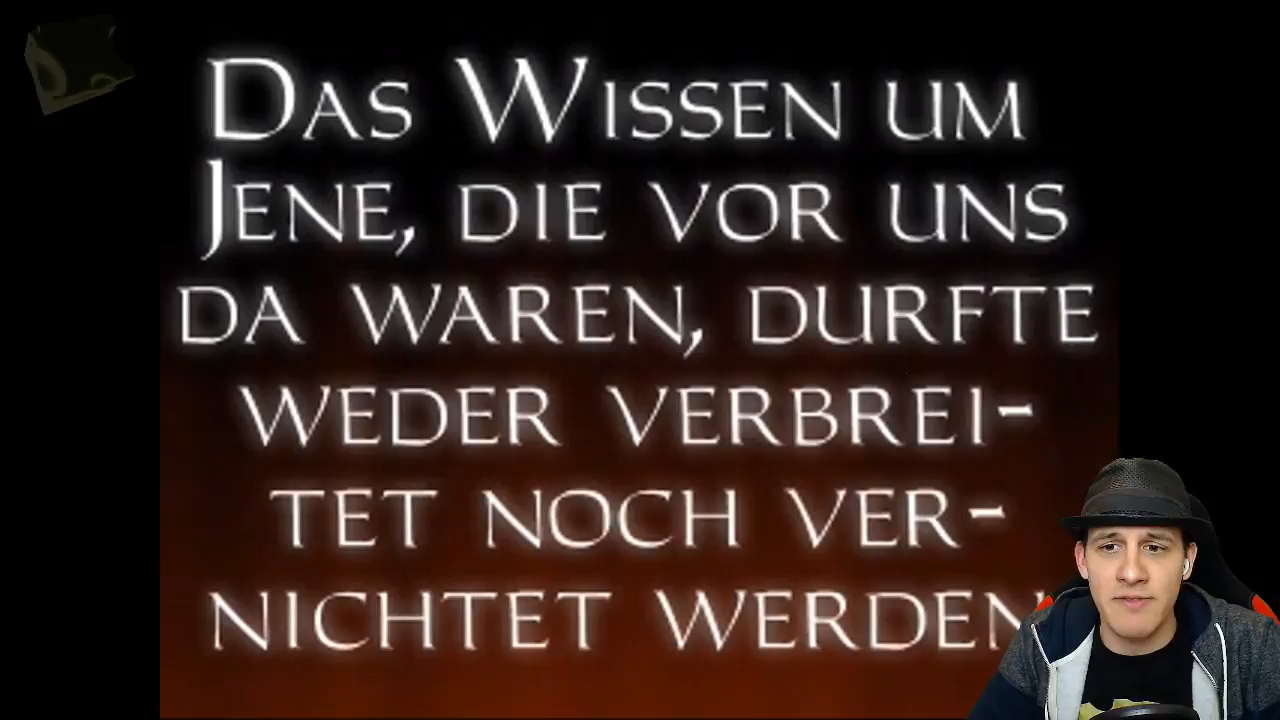 Das Wissen um
Jene, die vor uns
da waren, durfte
weder verbrei-
tet noch ver-
nichtet werden